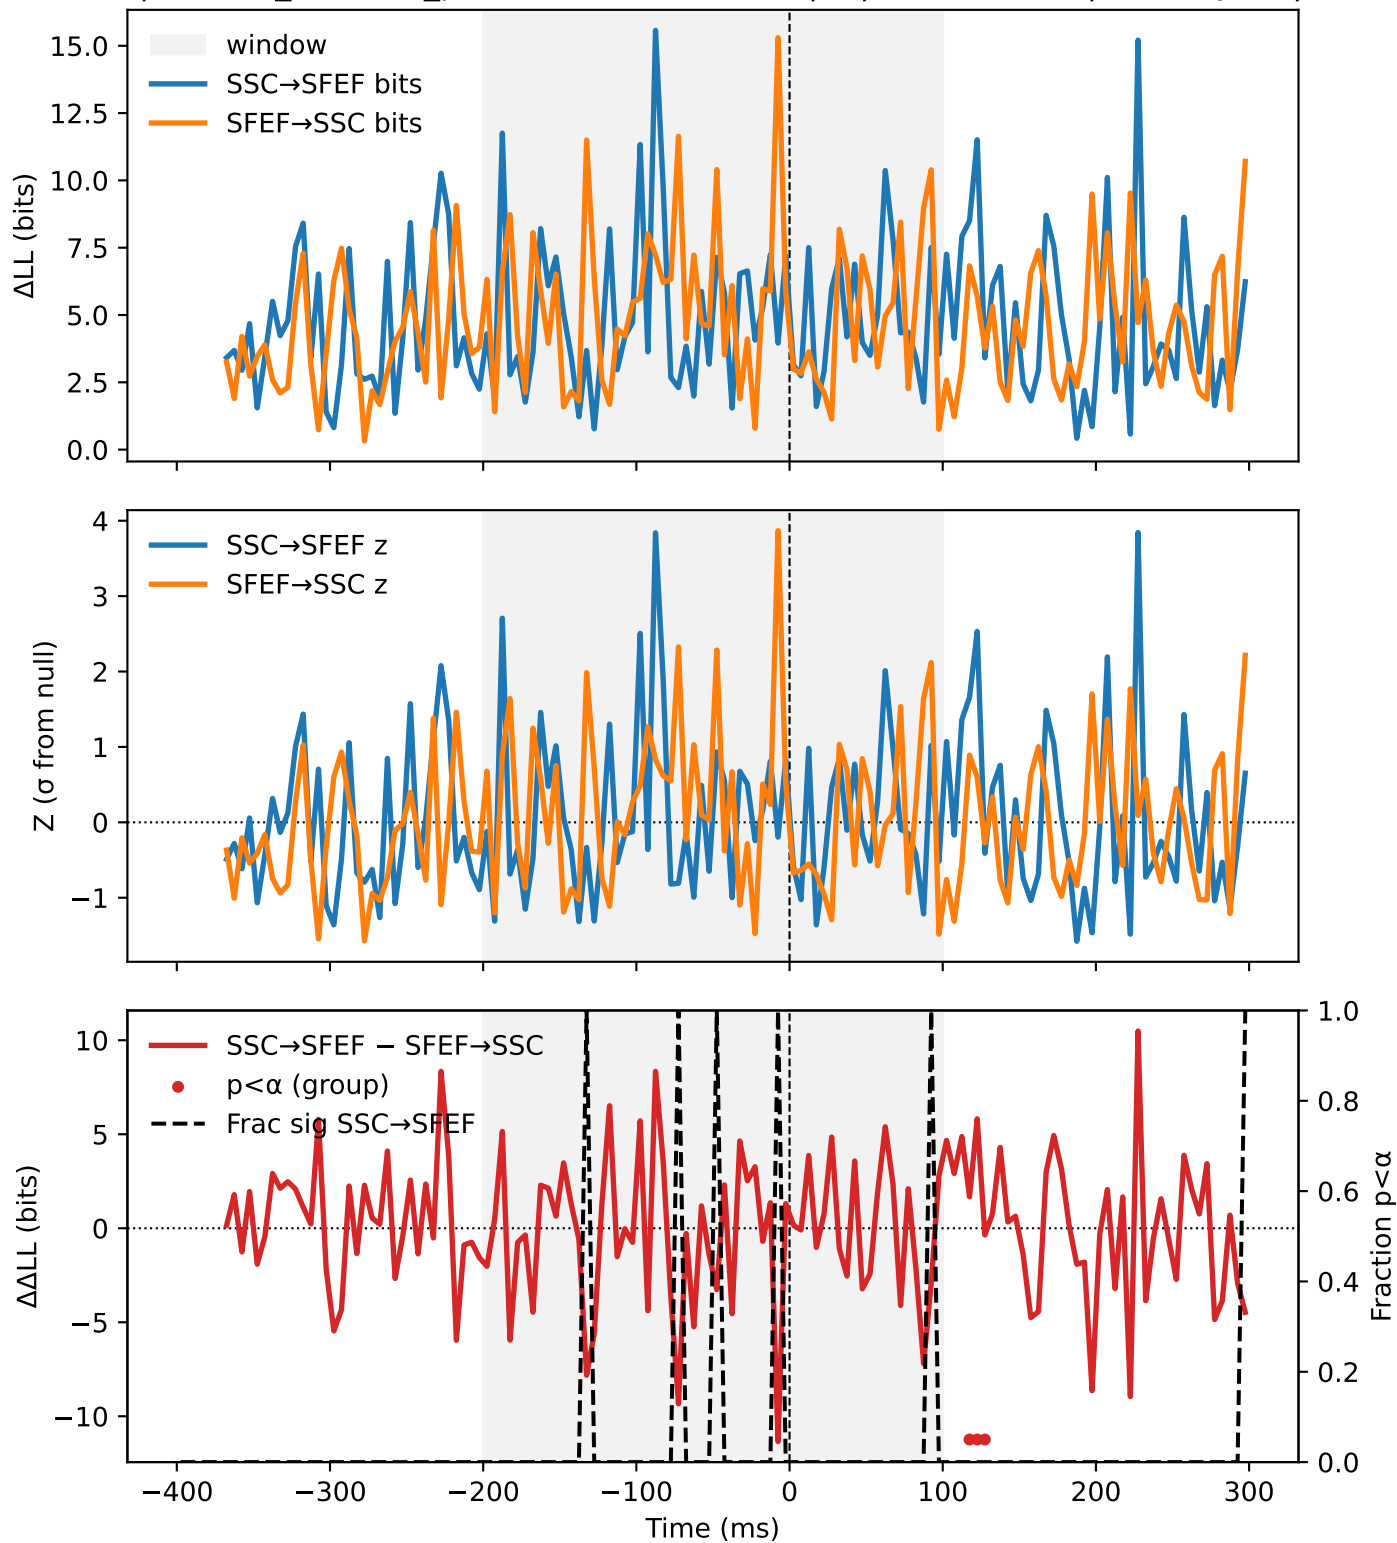 15.0
12.5
10.0
7.5
5.0
2.5
0.0
ΔLL (bits)
window
SSC→SFEF bits
SFEF→SSC bits
4
3
2
1
0
−1
Z (σ from null)
SSC→SFEF z
SFEF→SSC z
10
5
0
−5
−10
ΔΔLL (bits)
SSC→SFEF − SFEF→SSC
p<α (group)
Frac sig SSC→SFEF
1.0
0.8
0.6
0.4
0.2
0.0
Fraction p<α
−400 −300 −200 −100 0 100 200 300
Time (ms)